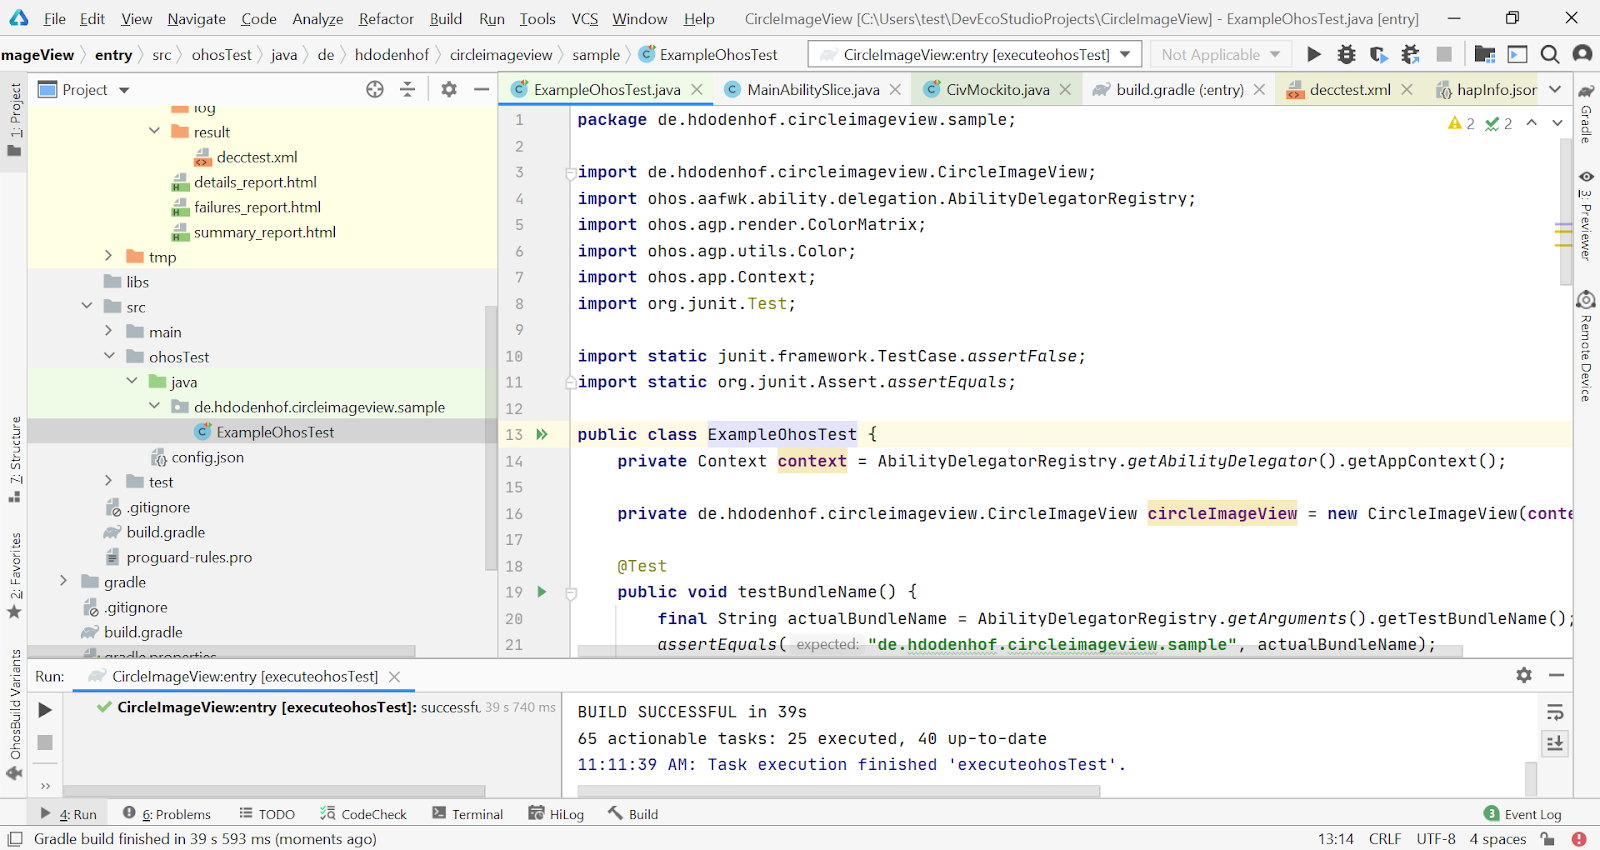 File Edit View Navigate Code Analyze Refactor Build Run Tools VCS Window Help CircleImageView [C:\Users\test\DevEcoStudioProjects\CircleImageView] - ExampleOhosTest.java [entry]
mageView entry src ohosTest java de hdodenhof circleimageview sample ExampleOhosTest CircleImageView:entry [executeohosTest] Not Applicable
Project
ExampleOhosTest.java MainAbilitySlice.java CivMockito.java build.gradle (:entry) decctest.xml hapInfo.jsor
1: Project
7: Structure
2: Favorites
OhosBuild Variants
log
result
decctest.xml
details_report.html
failures_report.html
summary_report.html
tmp
libs
src
main
ohosTest
java
de.hdodenhof.circleimageview.sample
ExampleOhosTest
config.json
test
.gitignore
build.gradle
proguard-rules.pro
gradle
.gitignore
build.gradle
gradle.properties
1 package de.hdodenhof.circleimageview.sample;
2
3 import de.hdodenhof.circleimageview.CircleImageView;
4 import ohos.aafwk.ability.delegation.AbilityDelegatorRegistry;
5 import ohos.agp.render.ColorMatrix;
6 import ohos.agp.utils.Color;
7 import ohos.app.Context;
8 import org.junit.Test;
9
10 import static junit.framework.TestCase.assertFalse;
11 import static org.junit.Assert.assertEquals;
12
13 public class ExampleOhosTest {
14 private Context context = AbilityDelegatorRegistry.getAbilityDelegator().getAppContext();
15
16 private de.hdodenhof.circleimageview.CircleImageView circleImageView = new CircleImageView(conte
17
18 @Test
19 public void testBundleName() {
20 final String actualBundleName = AbilityDelegatorRegistry.getArguments().getTestBundleName();
21 assertEquals( expected: "de.hdodenhof.circleimageview.sample", actualBundleName);
2 2
Gradle
3: Previewer
Remote Device
Run: CircleImageView:entry [executeohosTest]
CircleImageView:entry [executeohosTest]: successfu 39 s 740 ms
BUILD SUCCESSFUL in 39s
65 actionable tasks: 25 executed, 40 up-to-date
11:11:39 AM: Task execution finished 'executeohosTest'.
4: Run 6: Problems TODO CodeCheck Terminal HiLog Build 3 Event Log
Gradle build finished in 39 s 593 ms (moments ago) 13:14 CRLF UTF-8 4 spaces